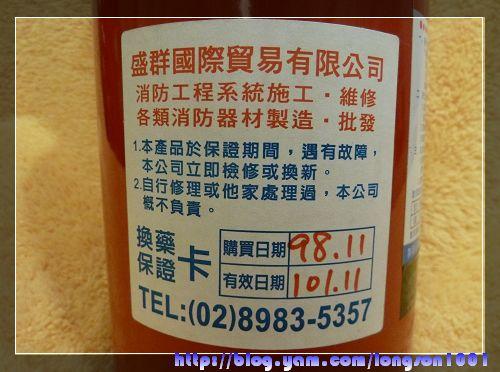 盛群國際貿易有限公司
消防工程系統施工・維修
各類消防器材製造・批發
1.本產品於保證期間，遇有故障，
本公司立即檢修或換新。
2.自行修理或他家處理過，本公司
概不負責。
換藥
保證
卡
購買日期 98.11
有效日期 101.11
TEL:(02)8983-5357
http://blog.yam.com/longson1001